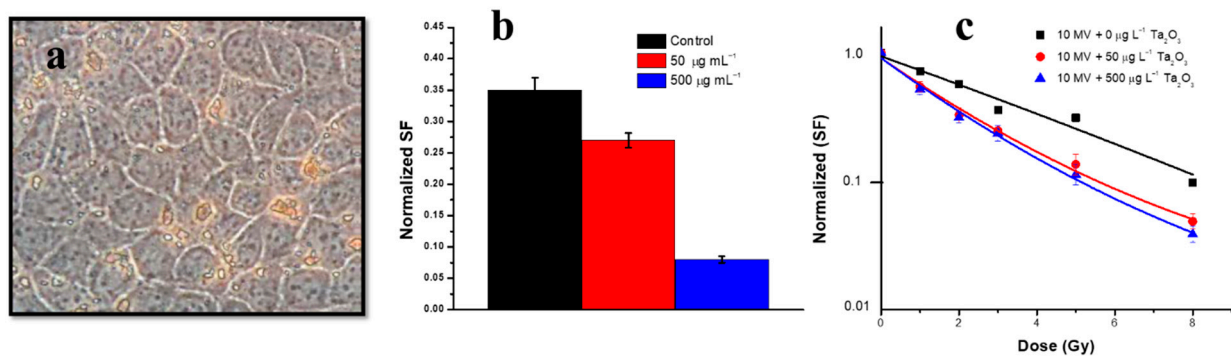 a
b
Control
50 µg mL⁻¹
500 µg mL⁻¹
0.45
0.40
0.35
0.30
0.25
0.20
0.15
0.10
0.05
0.00
Normalized SF
c
10 MV + 0 µg L⁻¹ Ta₂O₃
10 MV + 50 µg L⁻¹ Ta₂O₃
10 MV + 500 µg L⁻¹ Ta₂O₃
1.0
0.1
0.01
Normalized (SF)
0 2 4 6 8
Dose (Gy)